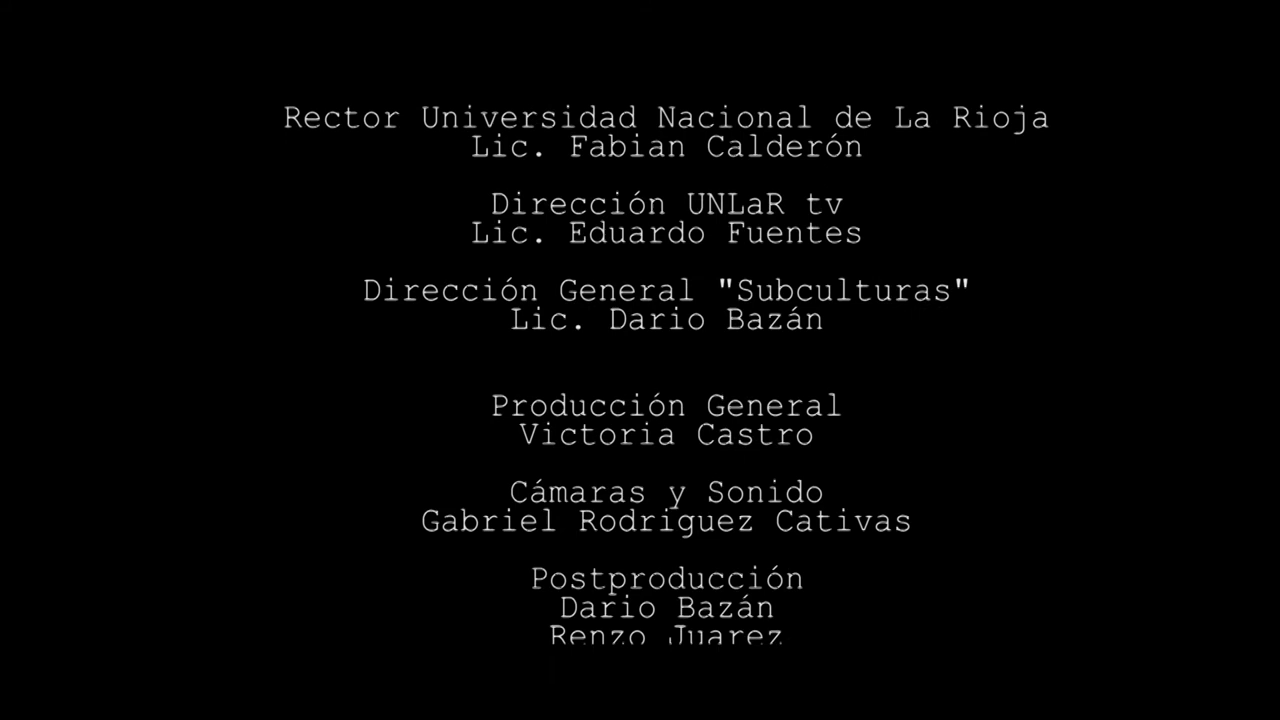 Rector Universidad Nacional de La Rioja
Lic. Fabian Calderón
Dirección UNLaR tv
Lic. Eduardo Fuentes
Dirección General "Subculturas"
Lic. Dario Bazán
Producción General
Victoria Castro
Cámaras y Sonido
Gabriel Rodriguez Cativas
Postproducción
Dario Bazán
Renzo Juarez